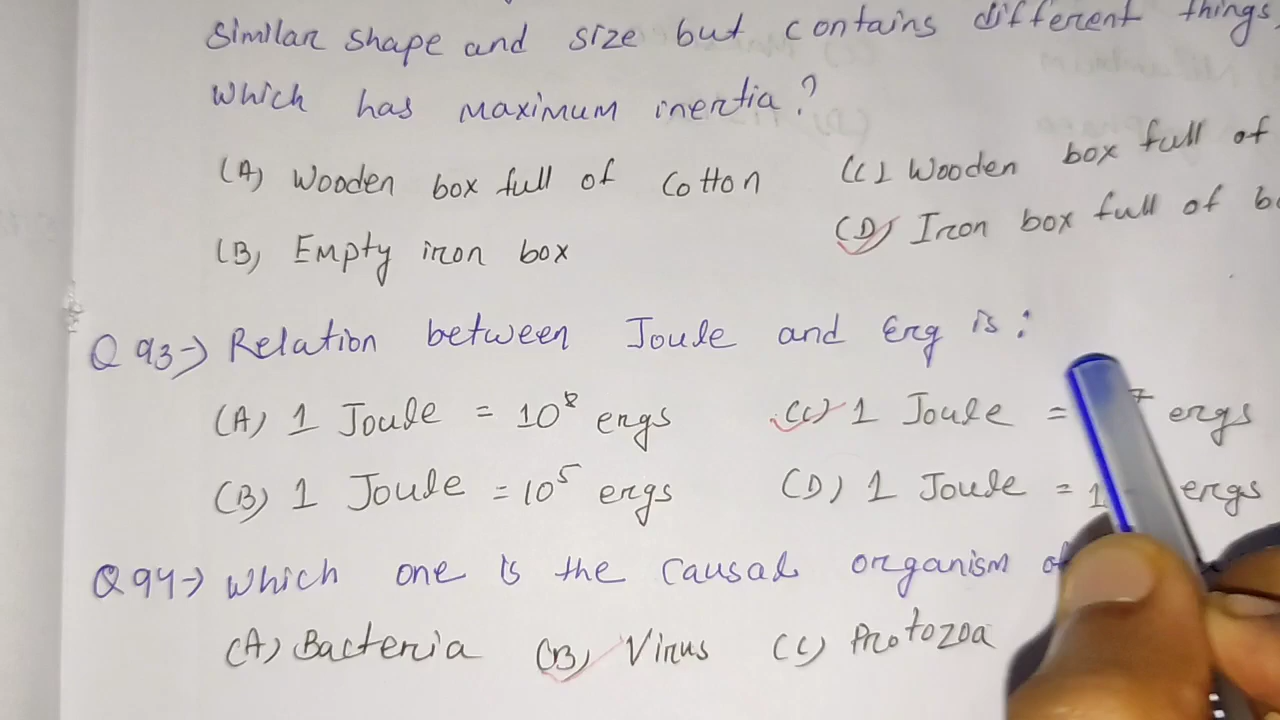 Similar shape and size but contains different things.
Which has maximum inertia?
(A) Wooden box full of Cotton (C) Wooden box full of
(B) Empty iron box (D) Iron box full of
Q 93→ Relation between Joule and Erg is:
(A) 1 Joule = 10⁸ ergs (C) 1 Joule = ⁷ ergs
(B) 1 Joule = 10⁵ ergs (D) 1 Joule = ergs
Q 94→ Which one is the causal organism of
(A) Bacteria (B) Virus (C) Protozoa